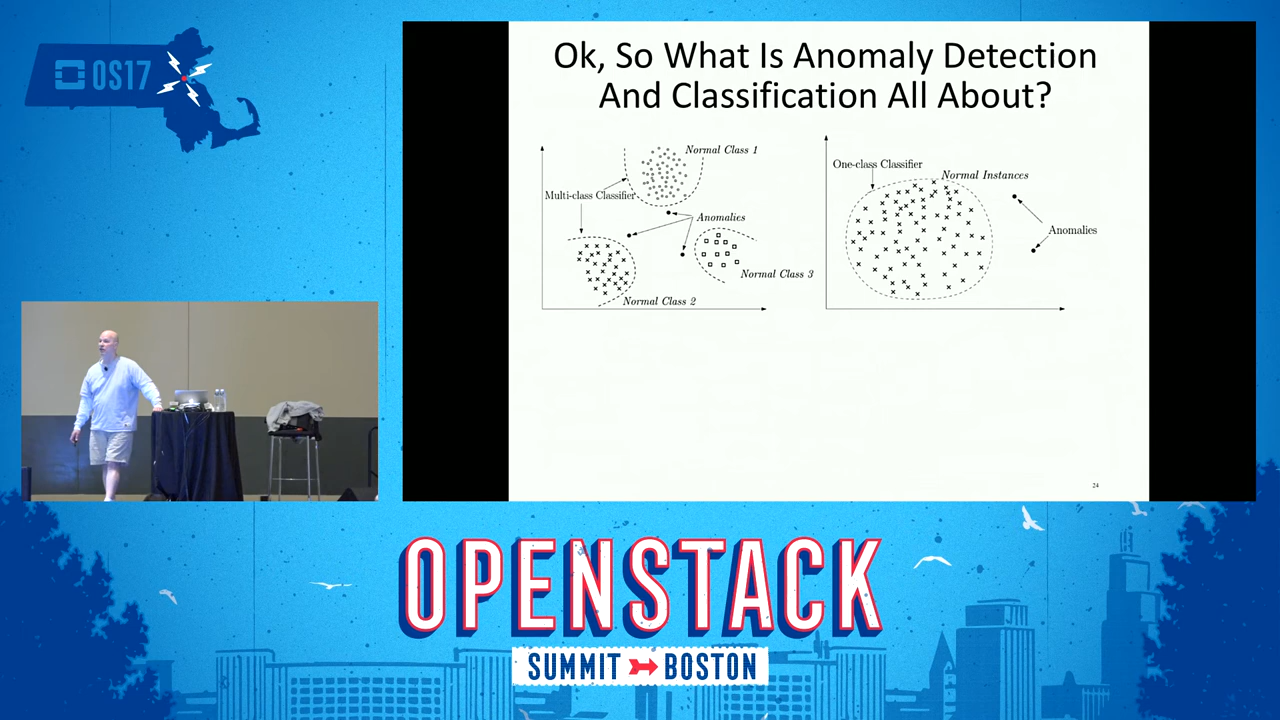 OS17
Ok, So What Is Anomaly Detection
And Classification All About?
Normal Class 1
Multi-class Classifier
Anomalies
Normal Class 3
Normal Class 2
One-class Classifier
Normal Instances
Anomalies
24
OPENSTACK
SUMMIT BOSTON